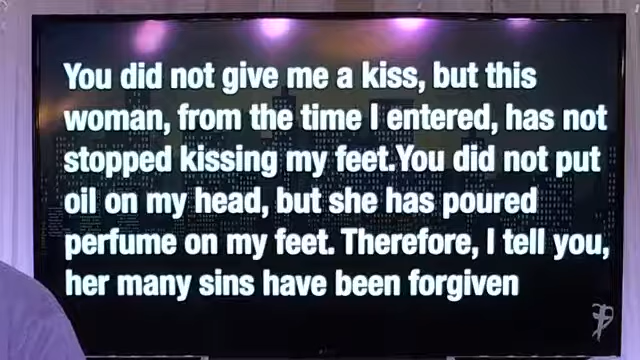 You did not give me a kiss, but this
woman, from the time I entered, has not
stopped kissing my feet.You did not put
oil on my head, but she has poured
perfume on my feet. Therefore, I tell you,
her many sins have been forgiven